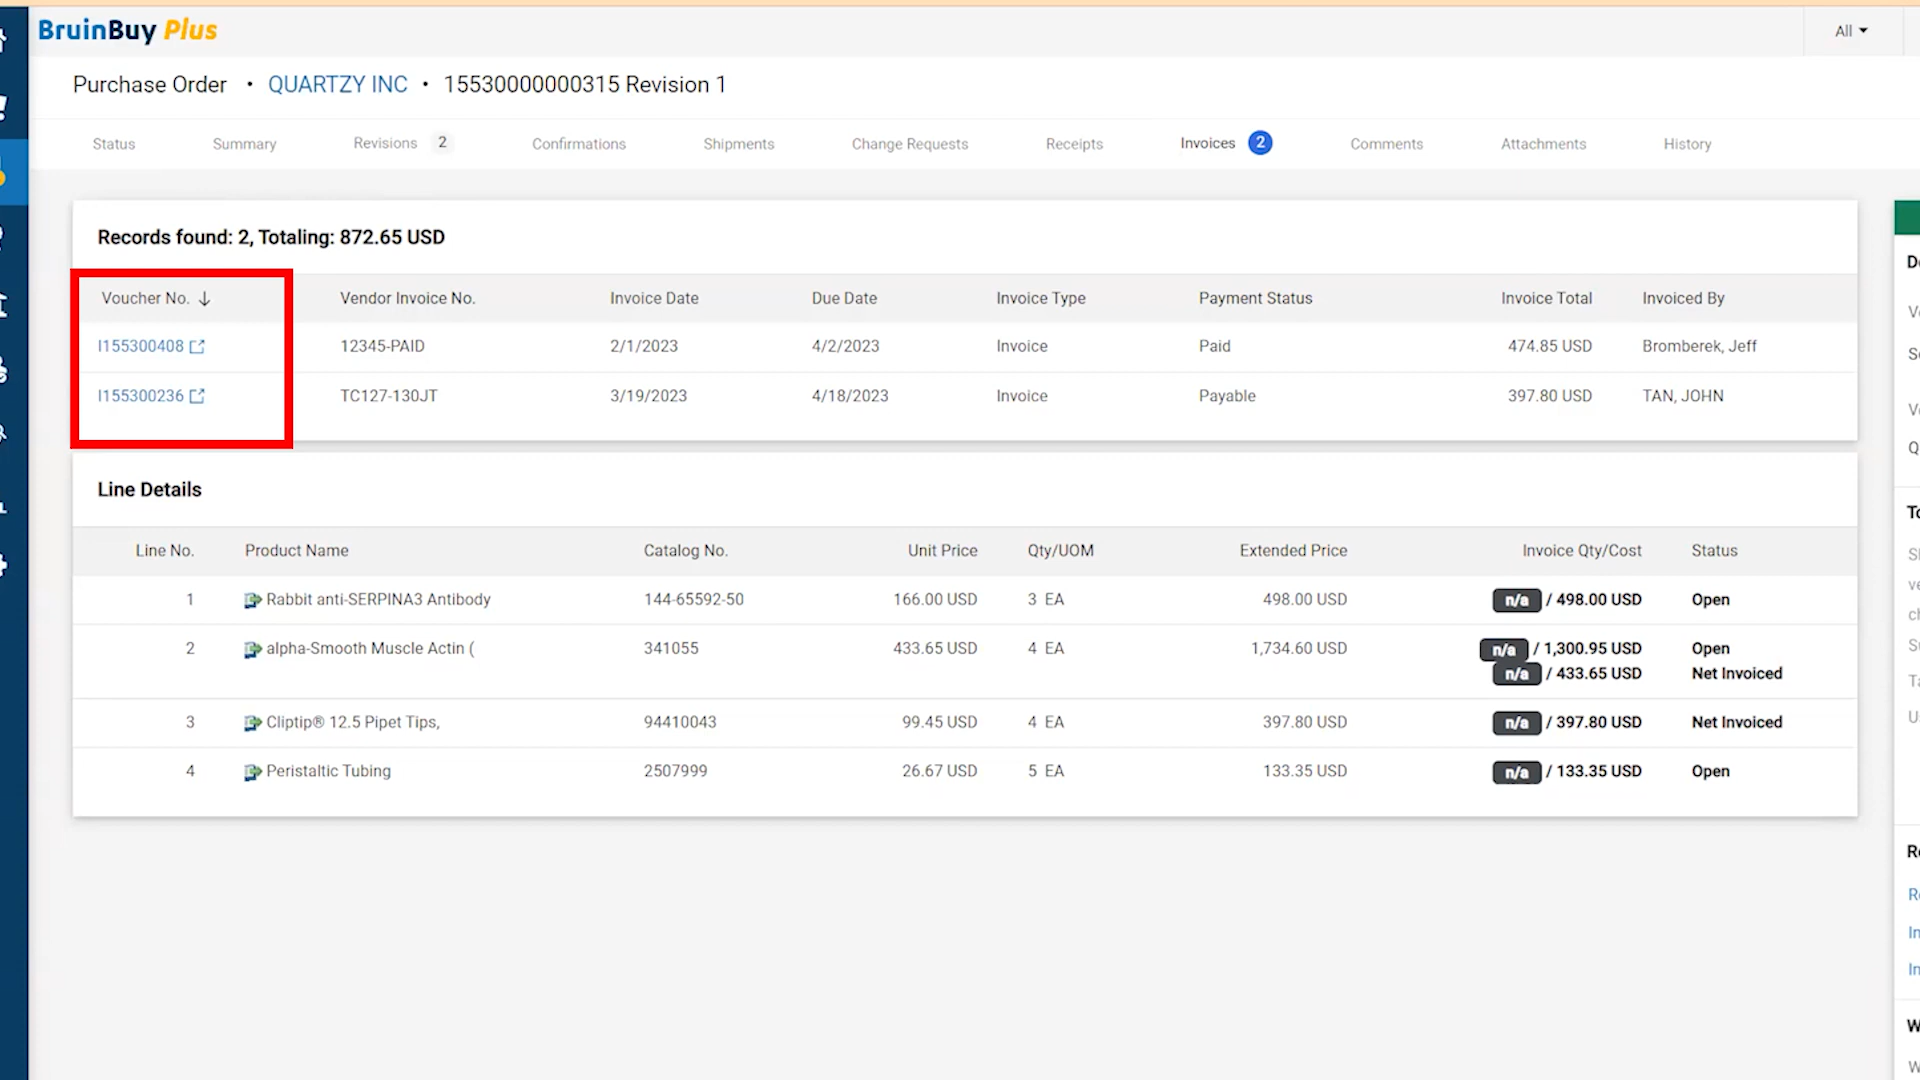 BruinBuy Plus
All
Purchase Order • QUARTZY INC • 15530000000315 Revision 1
Status Summary Revisions 2 Confirmations Shipments Change Requests Receipts Invoices 2 Comments Attachments History
Records found: 2, Totaling: 872.65 USD
Voucher No. ↓ Vendor Invoice No. Invoice Date Due Date Invoice Type Payment Status Invoice Total Invoiced By
I155300408 12345-PAID 2/1/2023 4/2/2023 Invoice Paid 474.85 USD Bromberek, Jeff
I155300236 TC127-130JT 3/19/2023 4/18/2023 Invoice Payable 397.80 USD TAN, JOHN
Line Details
Line No. Product Name Catalog No. Unit Price Qty/UOM Extended Price Invoice Qty/Cost Status
1 Rabbit anti-SERPINA3 Antibody 144-65592-50 166.00 USD 3 EA 498.00 USD n/a / 498.00 USD Open
2 alpha-Smooth Muscle Actin ( 341055 433.65 USD 4 EA 1,734.60 USD n/a / 1,300.95 USD Open
n/a / 433.65 USD Net Invoiced
3 Cliptip® 12.5 Pipet Tips, 94410043 99.45 USD 4 EA 397.80 USD n/a / 397.80 USD Net Invoiced
4 Peristaltic Tubing 2507999 26.67 USD 5 EA 133.35 USD n/a / 133.35 USD Open